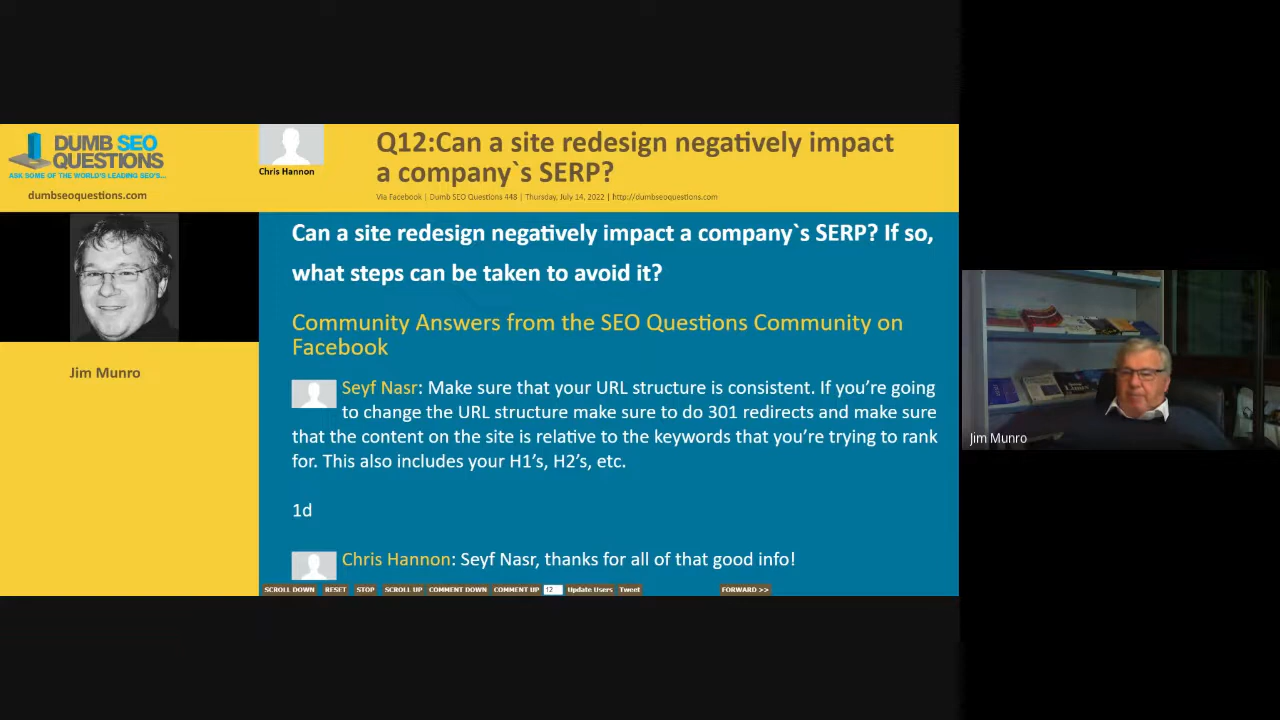 DUMB SEO
QUESTIONS
ASK SOME OF THE WORLD'S LEADING SEO'S...
dumbseoquestions.com
Chris Hannon
Q12:Can a site redesign negatively impact
a company`s SERP?
Via Facebook | Dumb SEO Questions 448 | Thursday, July 14, 2022 | http://dumbseoquestions.com
Jim Munro
Can a site redesign negatively impact a company`s SERP? If so,
what steps can be taken to avoid it?
Community Answers from the SEO Questions Community on
Facebook
Seyf Nasr: Make sure that your URL structure is consistent. If you’re going
to change the URL structure make sure to do 301 redirects and make sure
that the content on the site is relative to the keywords that you’re trying to rank
for. This also includes your H1’s, H2’s, etc.
1d
Chris Hannon: Seyf Nasr, thanks for all of that good info!
SCROLL DOWN RESET STOP SCROLL UP COMMENT DOWN COMMENT UP 12 Update Users Tweet FORWARD >>
Jim Munro